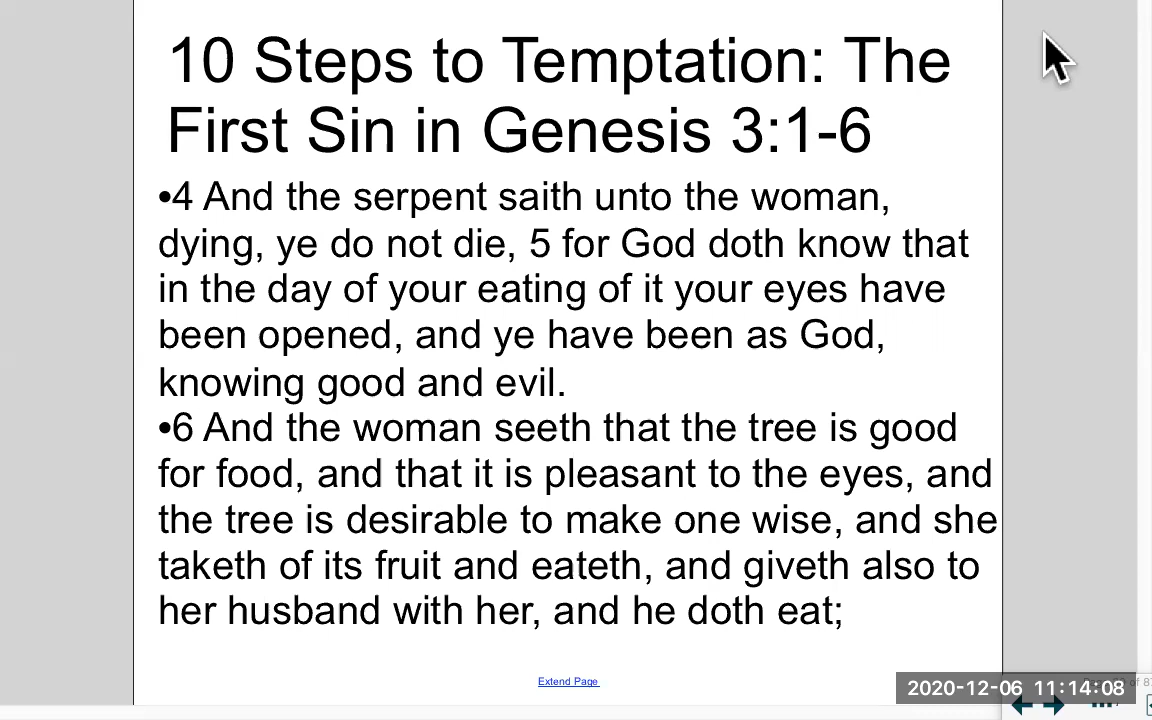 10 Steps to Temptation: The
First Sin in Genesis 3:1-6
•4 And the serpent saith unto the woman,
dying, ye do not die, 5 for God doth know that
in the day of your eating of it your eyes have
been opened, and ye have been as God,
knowing good and evil.
•6 And the woman seeth that the tree is good
for food, and that it is pleasant to the eyes, and
the tree is desirable to make one wise, and she
taketh of its fruit and eateth, and giveth also to
her husband with her, and he doth eat;
Extend Page
2020-12-06 11:14:08